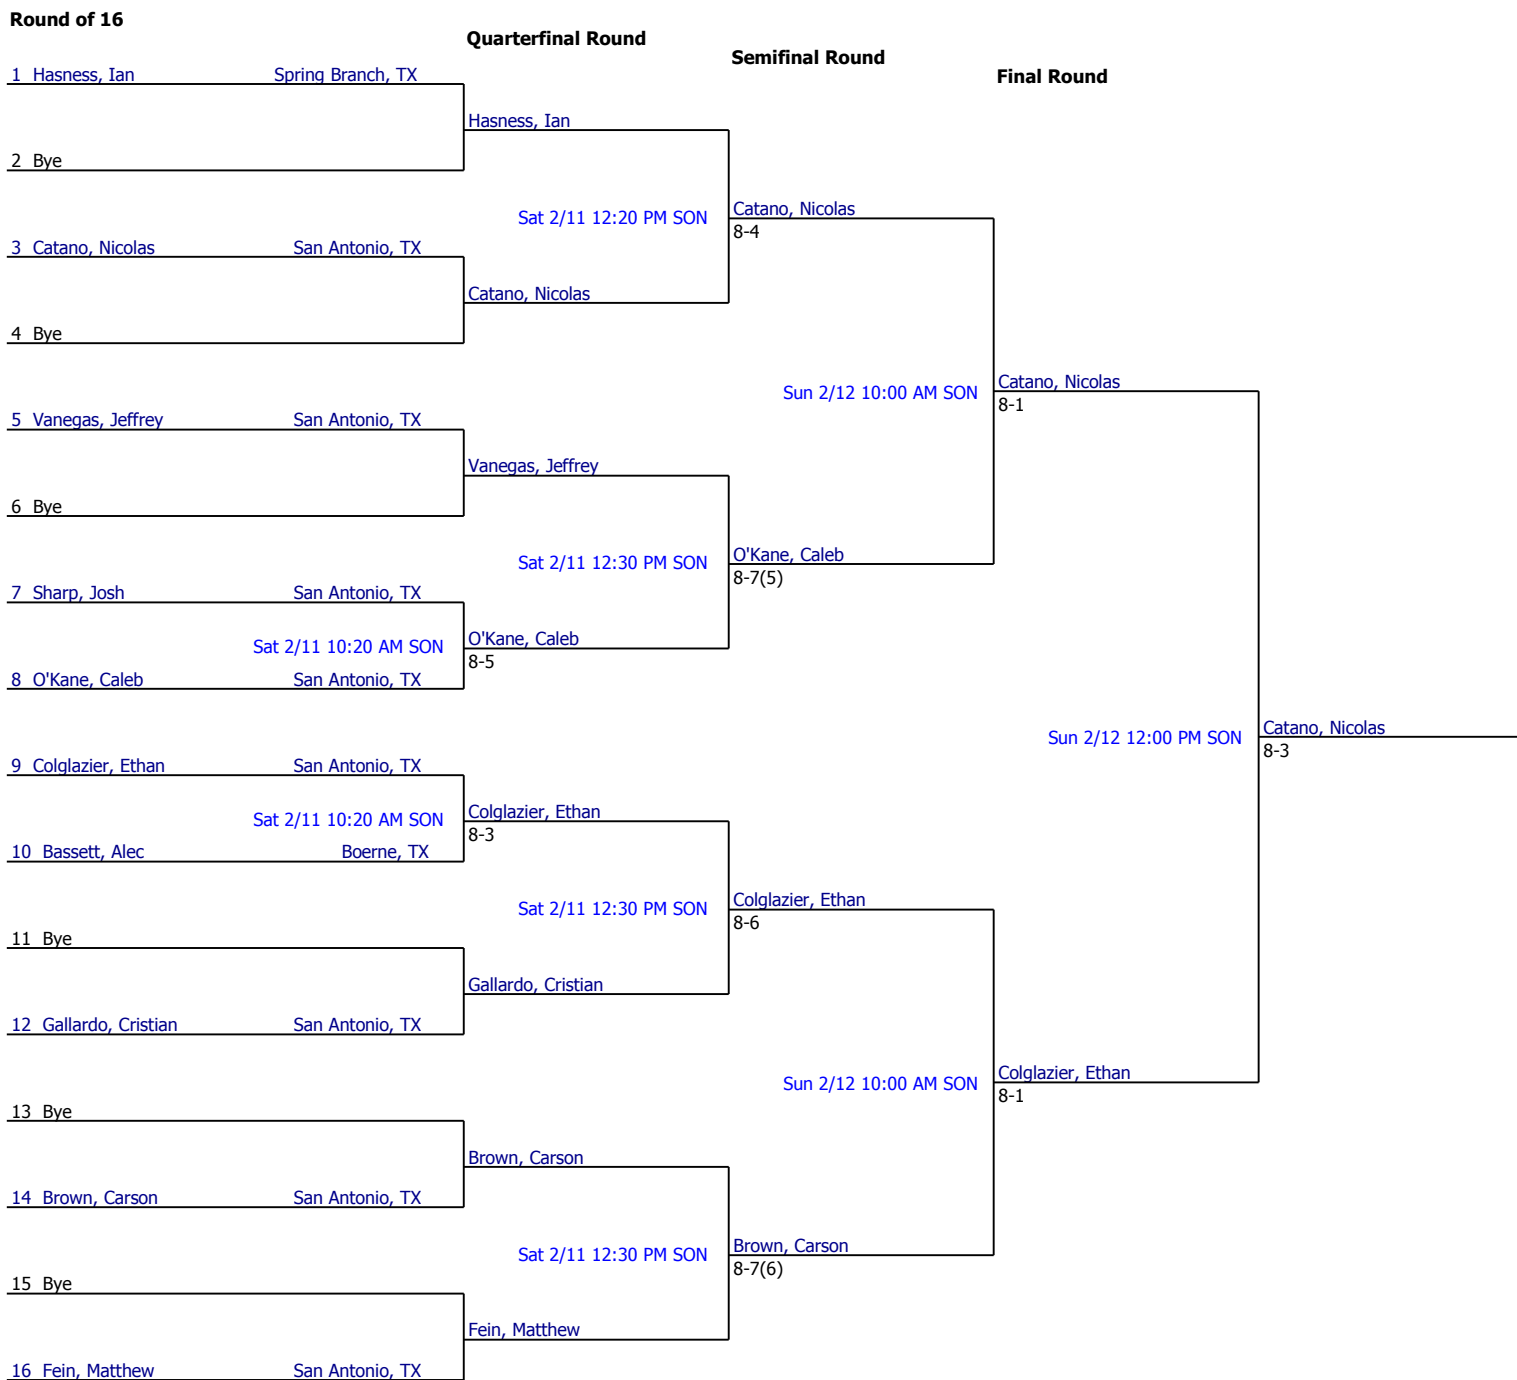 Round of 16
Quarterfinal Round
Semifinal Round
Final Round
1 Hasness, Ian Spring Branch, TX
Hasness, Ian
2 Bye
Sat 2/11 12:20 PM SON
Catano, Nicolas
8-4
3 Catano, Nicolas San Antonio, TX
Catano, Nicolas
4 Bye
Sun 2/12 10:00 AM SON
Catano, Nicolas
8-1
5 Vanegas, Jeffrey San Antonio, TX
Vanegas, Jeffrey
6 Bye
Sat 2/11 12:30 PM SON
O'Kane, Caleb
8-7(5)
7 Sharp, Josh San Antonio, TX
Sat 2/11 10:20 AM SON
O'Kane, Caleb
8-5
8 O'Kane, Caleb San Antonio, TX
Sun 2/12 12:00 PM SON
Catano, Nicolas
8-3
9 Colglazier, Ethan San Antonio, TX
Sat 2/11 10:20 AM SON
Colglazier, Ethan
8-3
10 Bassett, Alec Boerne, TX
Sat 2/11 12:30 PM SON
Colglazier, Ethan
8-6
11 Bye
Gallardo, Cristian
12 Gallardo, Cristian San Antonio, TX
Sun 2/12 10:00 AM SON
Colglazier, Ethan
8-1
13 Bye
Brown, Carson
14 Brown, Carson San Antonio, TX
Sat 2/11 12:30 PM SON
Brown, Carson
8-7(6)
15 Bye
Fein, Matthew
16 Fein, Matthew San Antonio, TX